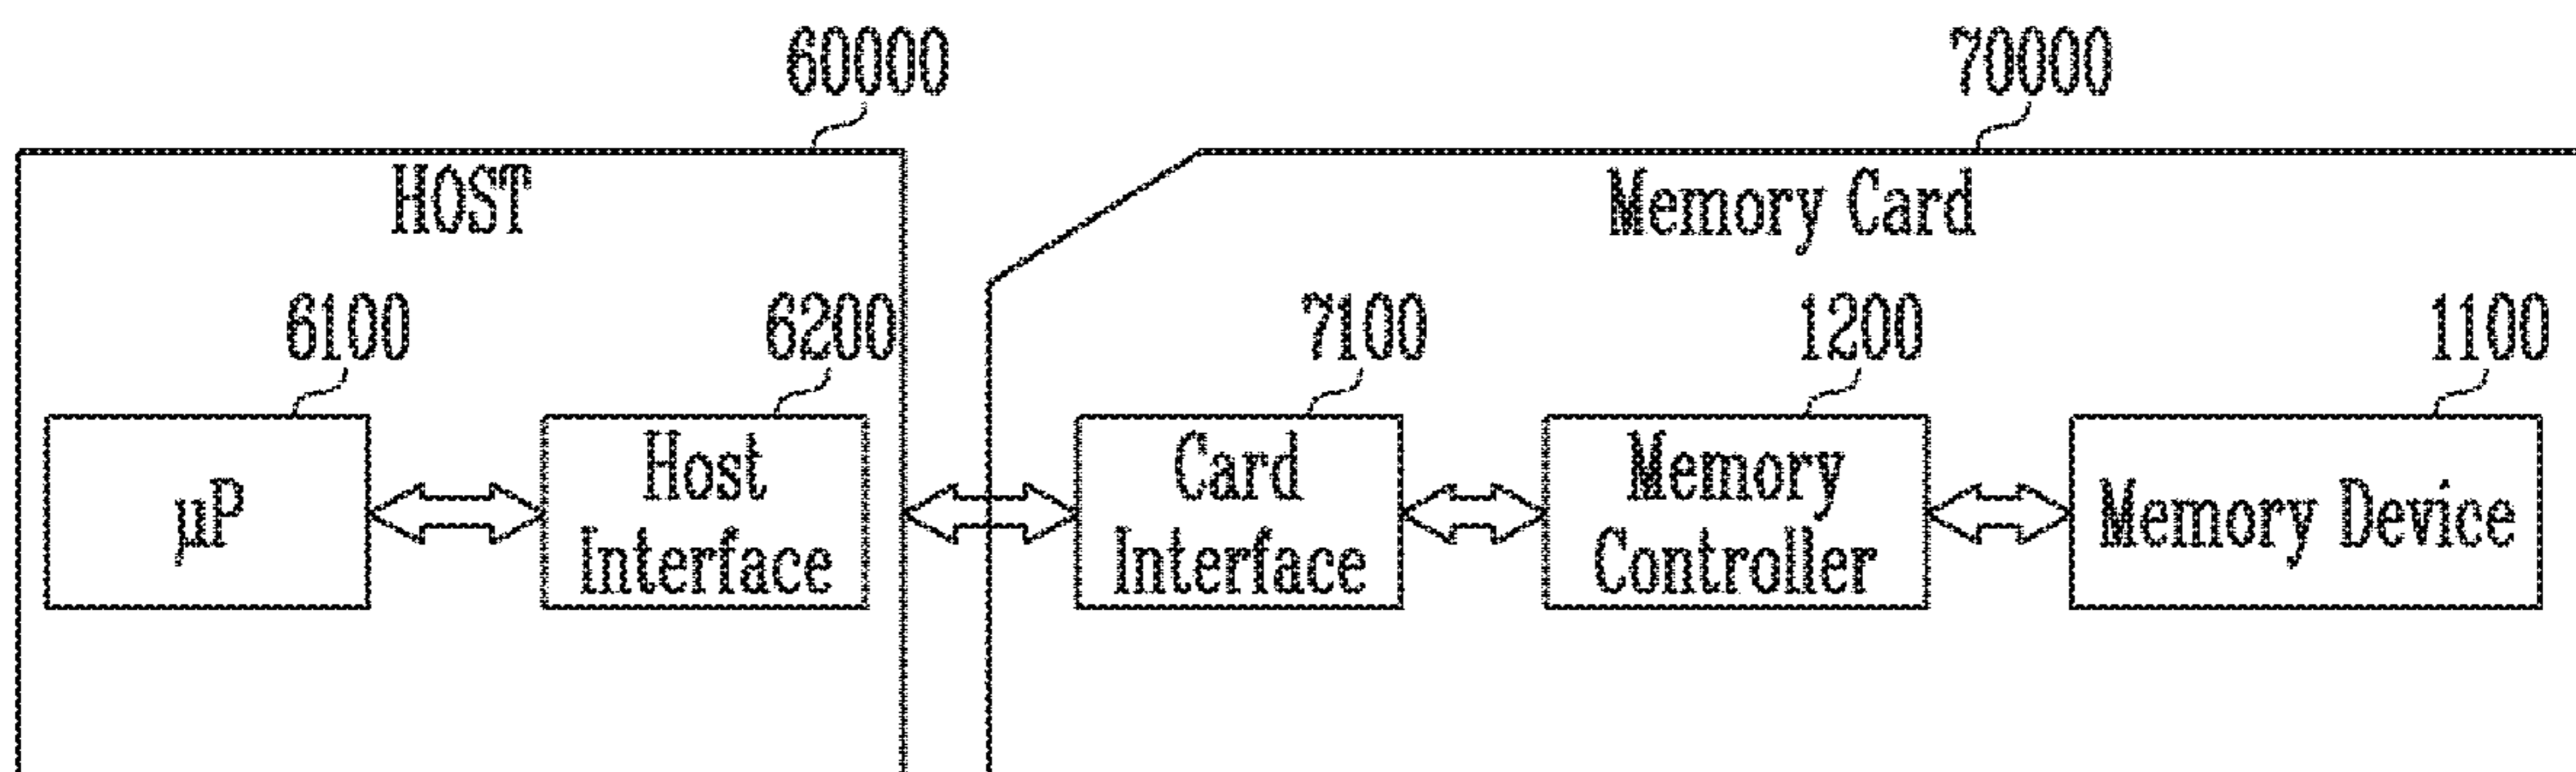 60000
70000
HOST
Memory Card
6100
6200
7100
1200
1100
μP
Host
Interface
Card
Interface
Memory
Controller
Memory Device